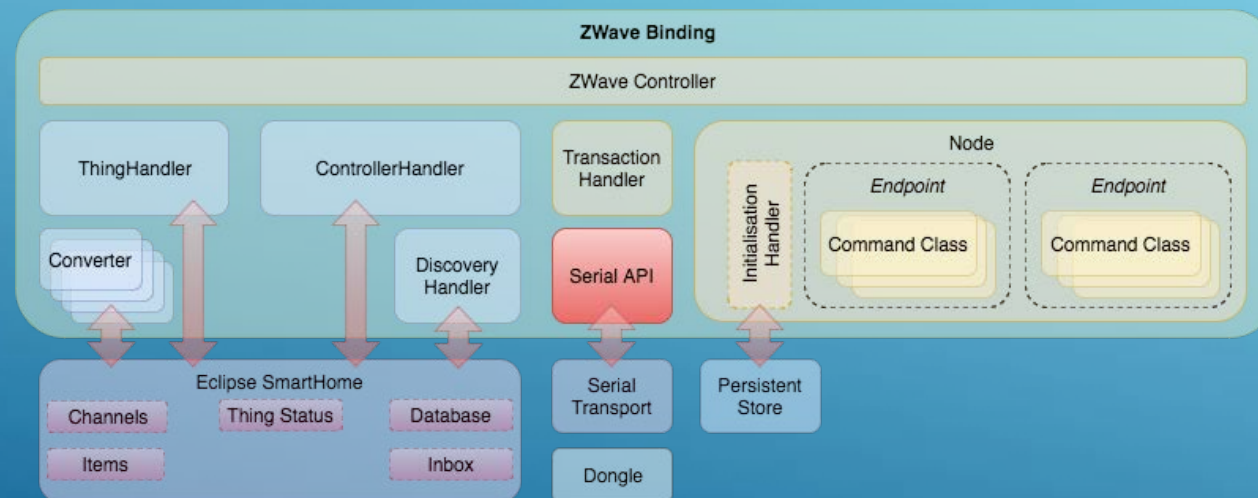 ZWave Binding
ZWave Controller
ThingHandler
ControllerHandler
Transaction
Handler
Node
Initialisation
Handler
Endpoint
Command Class
Endpoint
Command Class
Converter
Discovery
Handler
Serial API
Eclipse SmartHome
Channels
Thing Status
Database
Items
Inbox
Serial
Transport
Persistent
Store
Dongle